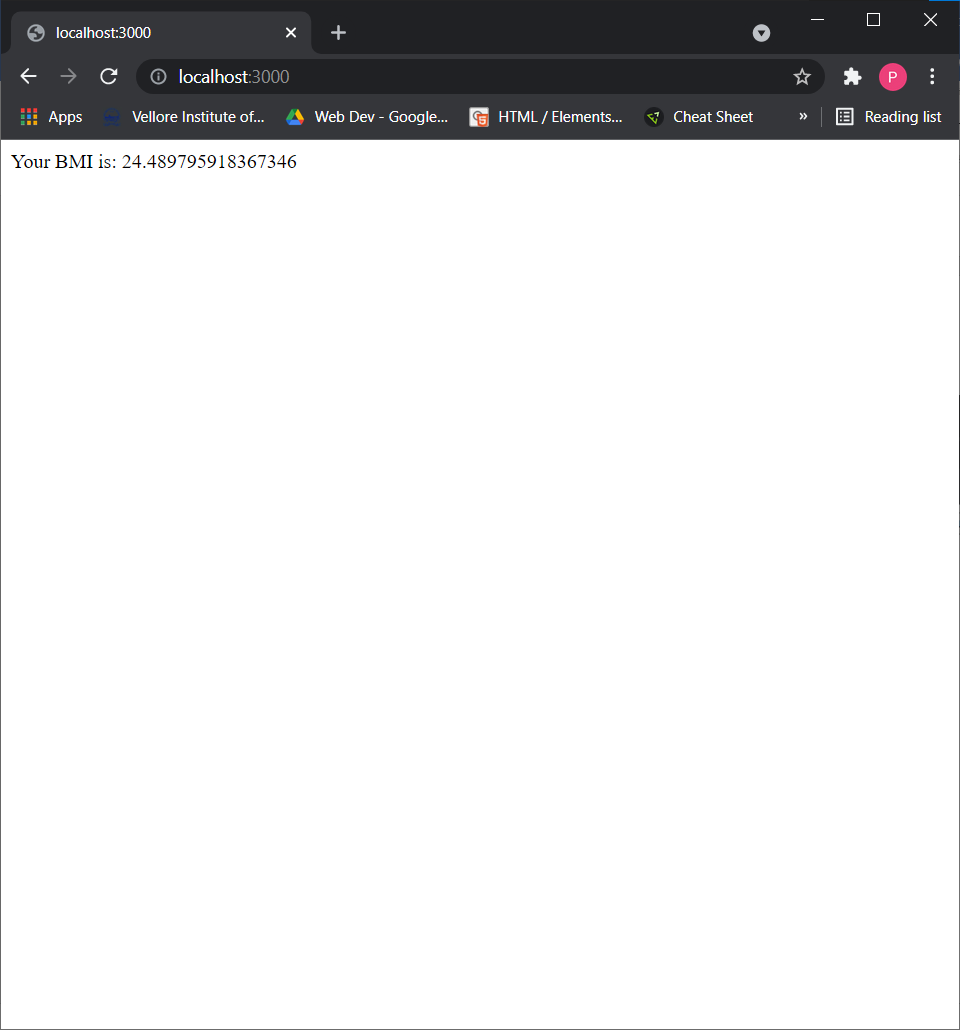 localhost:3000
localhost:3000
P
Apps Vellore Institute of... Web Dev - Google... HTML / Elements... Cheat Sheet » Reading list
Your BMI is: 24.489795918367346